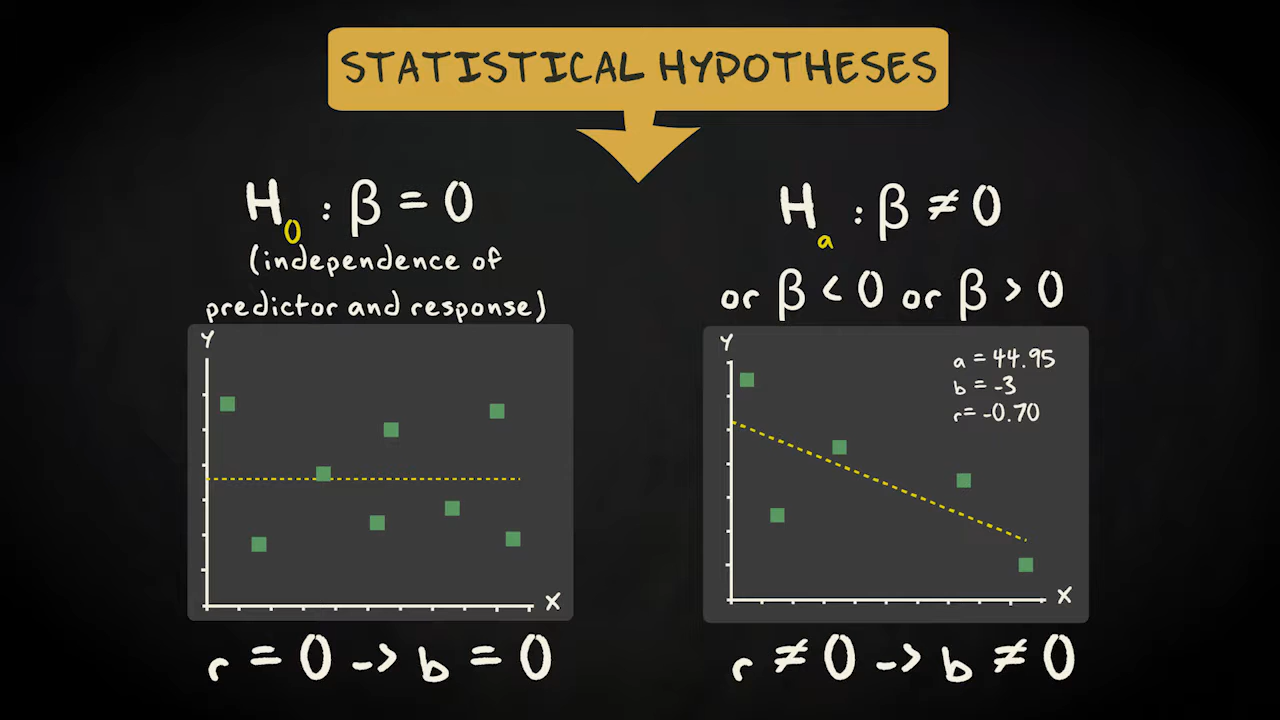 STATISTICAL HYPOTHESES
H0 : β = 0
(independence of
predictor and response)
Y
X
r = 0 -> b = 0
Ha : β ≠ 0
or β < 0 or β > 0
Y
a = 44.95
b = -3
r= -0.70
X
r ≠ 0 -> b ≠ 0